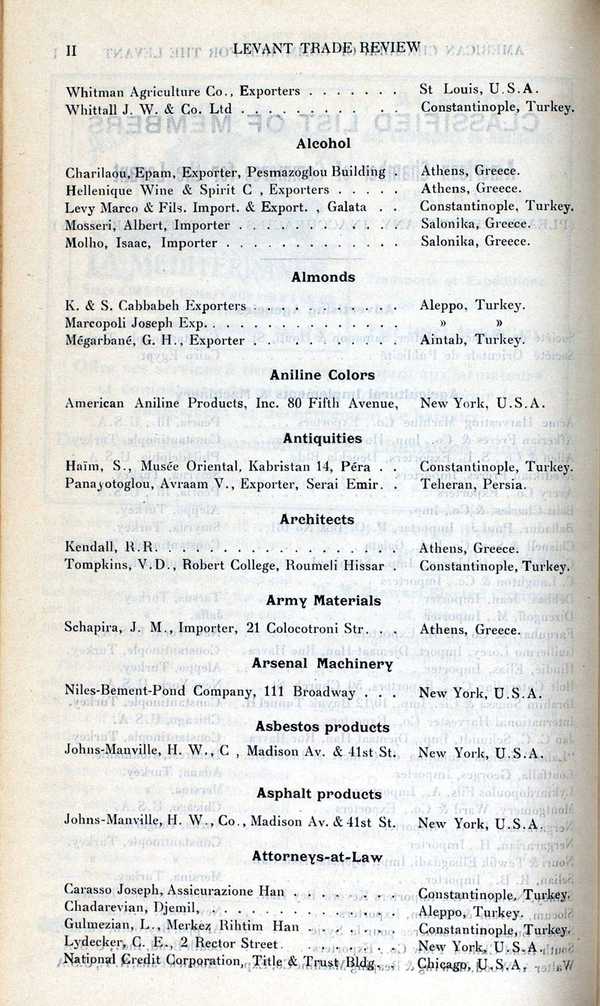 II LEVANT TRADE REVIEW
Whitman Agriculture Co., Exporters . . . . . . . St Louis, U.S.A.
Whittall J. W. & Co. Ltd . . . . . . . . . . . Constantinople, Turkey.
Alcohol
Charilaou, Epam, Exporter, Pesmazoglou Building . Athens, Greece.
Hellenique Wine & Spirit C , Exporters . . . . . Athens, Greece.
Levy Marco & Fils. Import. & Export. , Galata . . Constantinople, Turkey.
Mosseri, Albert, Importer . . . . . . . . . . . Salonika, Greece.
Molho, Isaac, Importer . . . . . . . . . . . . Salonika, Greece.
Almonds
K. & S. Cabbabeh Exporters . . . . . . . . . . Aleppo, Turkey.
Marcopoli Joseph Exp. . . . . . . . . . . . . . » »
Mégarbané, G. H., Exporter . . . . . . . . . . Aintab, Turkey.
Aniline Colors
American Aniline Products, Inc. 80 Fifth Avenue, New York, U.S.A.
Antiquities
Haïm, S., Musée Oriental, Kabristan 14, Péra . . Constantinople, Turkey.
Panayotoglou, Avraam V., Exporter, Serai Emir. . Teheran, Persia.
Architects
Kendall, R.R. . . . . . . . . . . . . . . . . Athens, Greece.
Tompkins, V.D., Robert College, Roumeli Hissar . Constantinople, Turkey.
Army Materials
Schapira, J. M., Importer, 21 Colocotroni Str. . . Athens, Greece.
Arsenal Machinery
Niles-Bement-Pond Company, 111 Broadway . . . New York, U.S.A.
Asbestos products
Johns-Manville, H. W., C , Madison Av. & 41st St. New York, U.S.A.
Asphalt products
Johns-Manville, H. W., Co., Madison Av. & 41st St. New York, U.S.A.
Attorneys-at-Law
Carasso Joseph, Assicurazione Han . . . . . . . Constantinople, Turkey.
Chadarevian, Djemil, . . . . . . . . . . . . . Aleppo, Turkey.
Gulmezian, L., Merkez Rihtim Han . . . . . . Constantinople, Turkey.
Lydecker, C. E., 2 Rector Street . . . . . . . New York, U.S.A.
National Credit Corporation, Title & Trust Bldg. . Chicago, U.S.A.